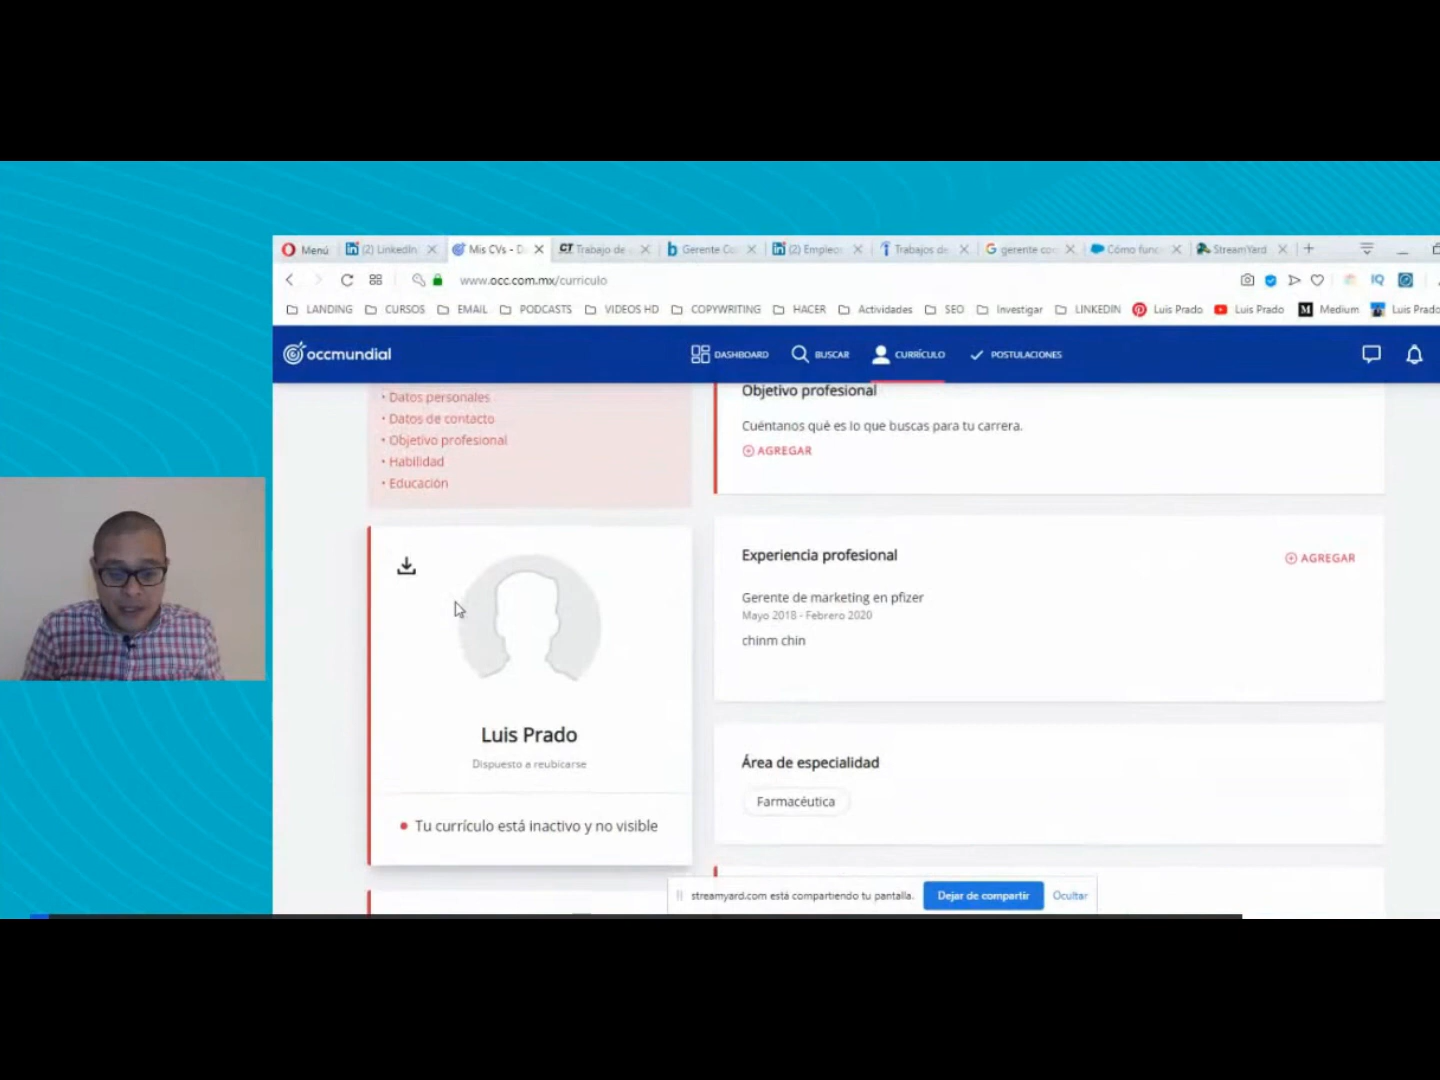 Menú
(2) LinkedIn
Mis CVs - D
CT Trabajo de
b Gerente Co
(2) Empleos
Trabajos de
G gerente con
Cómo func
StreamYard
www.occ.com.mx/curriculo
IQ
LANDING
CURSOS
EMAIL
PODCASTS
VIDEOS HD
COPYWRITING
HACER
Actividades
SEO
Investigar
LINKEDIN
Luis Prado
Luis Prado
Medium
Luis Prado
occmundial
DASHBOARD
BUSCAR
CURRÍCULO
POSTULACIONES
• Datos personales
• Datos de contacto
• Objetivo profesional
• Habilidad
• Educación
Luis Prado
Dispuesto a reubicarse
Tu currículo está inactivo y no visible
Objetivo profesional
Cuéntanos qué es lo que buscas para tu carrera.
AGREGAR
Experiencia profesional
AGREGAR
Gerente de marketing en pfizer
Mayo 2018 - Febrero 2020
chinm chin
Área de especialidad
Farmacéutica
streamyard.com está compartiendo tu pantalla.
Dejar de compartir
Ocultar